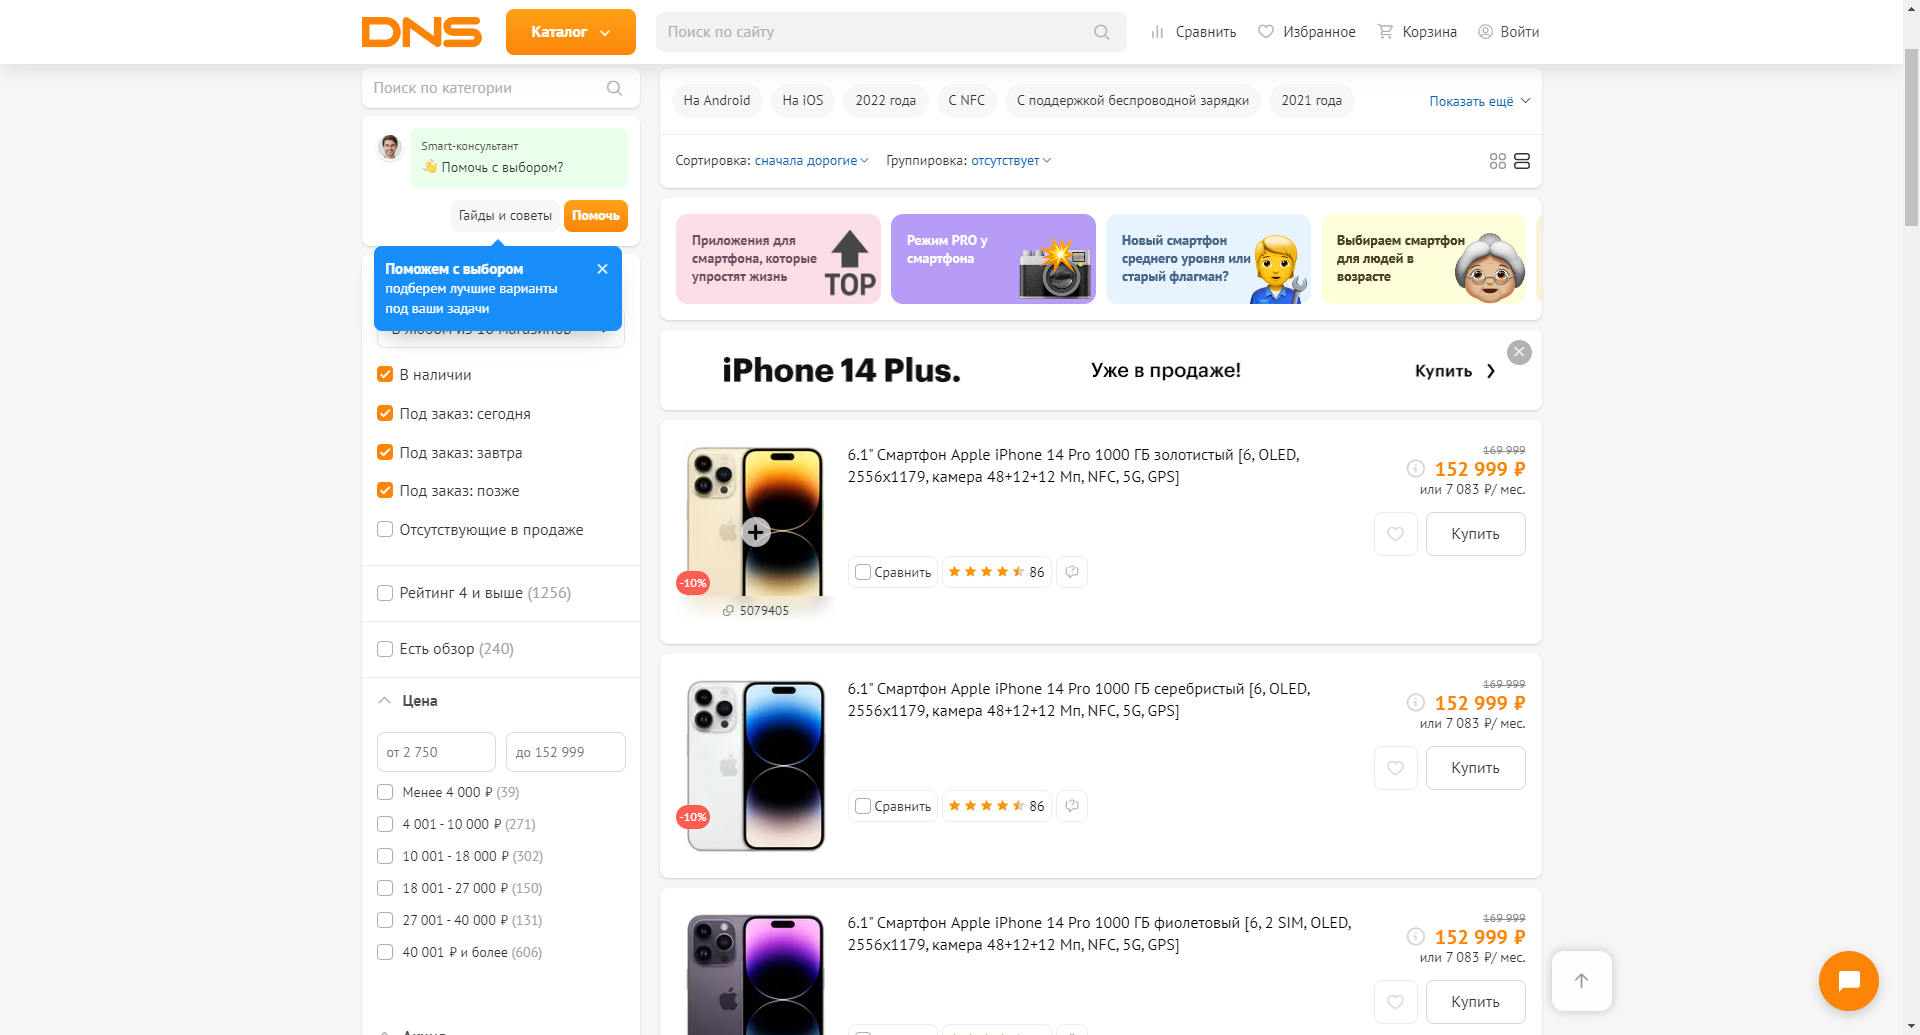 DNS
Каталог
Поиск по сайту
Сравнить
Избранное
Корзина
Войти
Поиск по категории
Smart-консультант
👋 Помочь с выбором?
Гайды и советы
Помочь
Поможем с выбором
подберем лучшие варианты
под ваши задачи
В наличии
Под заказ: сегодня
Под заказ: завтра
Под заказ: позже
Отсутствующие в продаже
Рейтинг 4 и выше (1256)
Есть обзор (240)
Цена
от 2 750
до 152 999
Менее 4 000 ₽ (39)
4 001 - 10 000 ₽ (271)
10 001 - 18 000 ₽ (302)
18 001 - 27 000 ₽ (150)
27 001 - 40 000 ₽ (131)
40 001 ₽ и более (606)
На Android
На iOS
2022 года
С NFC
С поддержкой беспроводной зарядки
2021 года
Показать ещё
Сортировка: сначала дорогие
Группировка: отсутствует
Приложения для
смартфона, которые
упростят жизнь
TOP
Режим PRO у
смартфона
Новый смартфон
среднего уровня или
старый флагман?
Выбираем смартфон
для людей в
возрасте
iPhone 14 Plus.
Уже в продаже!
Купить
6.1" Смартфон Apple iPhone 14 Pro 1000 ГБ золотистый [6, OLED,
2556x1179, камера 48+12+12 Мп, NFC, 5G, GPS]
169 999
152 999 ₽
или 7 083 ₽/ мес.
Купить
Сравнить
86
-10%
5079405
6.1" Смартфон Apple iPhone 14 Pro 1000 ГБ серебристый [6, OLED,
2556x1179, камера 48+12+12 Мп, NFC, 5G, GPS]
169 999
152 999 ₽
или 7 083 ₽/ мес.
Купить
Сравнить
86
-10%
6.1" Смартфон Apple iPhone 14 Pro 1000 ГБ фиолетовый [6, 2 SIM, OLED,
2556x1179, камера 48+12+12 Мп, NFC, 5G, GPS]
169 999
152 999 ₽
или 7 083 ₽/ мес.
Купить